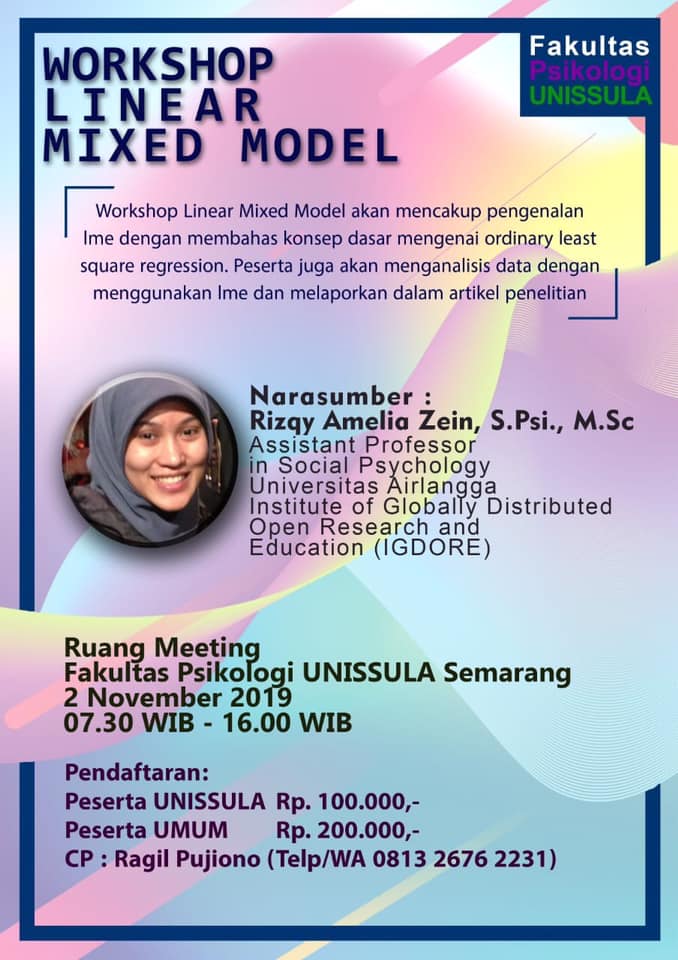 WORKSHOP
LINEAR
MIXED MODEL
Fakultas
Psikologi
UNISSULA
Workshop Linear Mixed Model akan mencakup pengenalan
lme dengan membahas konsep dasar mengenai ordinary least
square regression. Peserta juga akan menganalisis data dengan
menggunakan lme dan melaporkan dalam artikel penelitian
Narasumber :
Rizqy Amelia Zein, S.Psi., M.Sc
Assistant Professor
in Social Psychology
Universitas Airlangga
Institute of Globally Distributed
Open Research and
Education (IGDORE)
Ruang Meeting
Fakultas Psikologi UNISSULA Semarang
2 November 2019
07.30 WIB - 16.00 WIB
Pendaftaran:
Peserta UNISSULA Rp. 100.000,-
Peserta UMUM Rp. 200.000,-
CP : Ragil Pujiono (Telp/WA 0813 2676 2231)